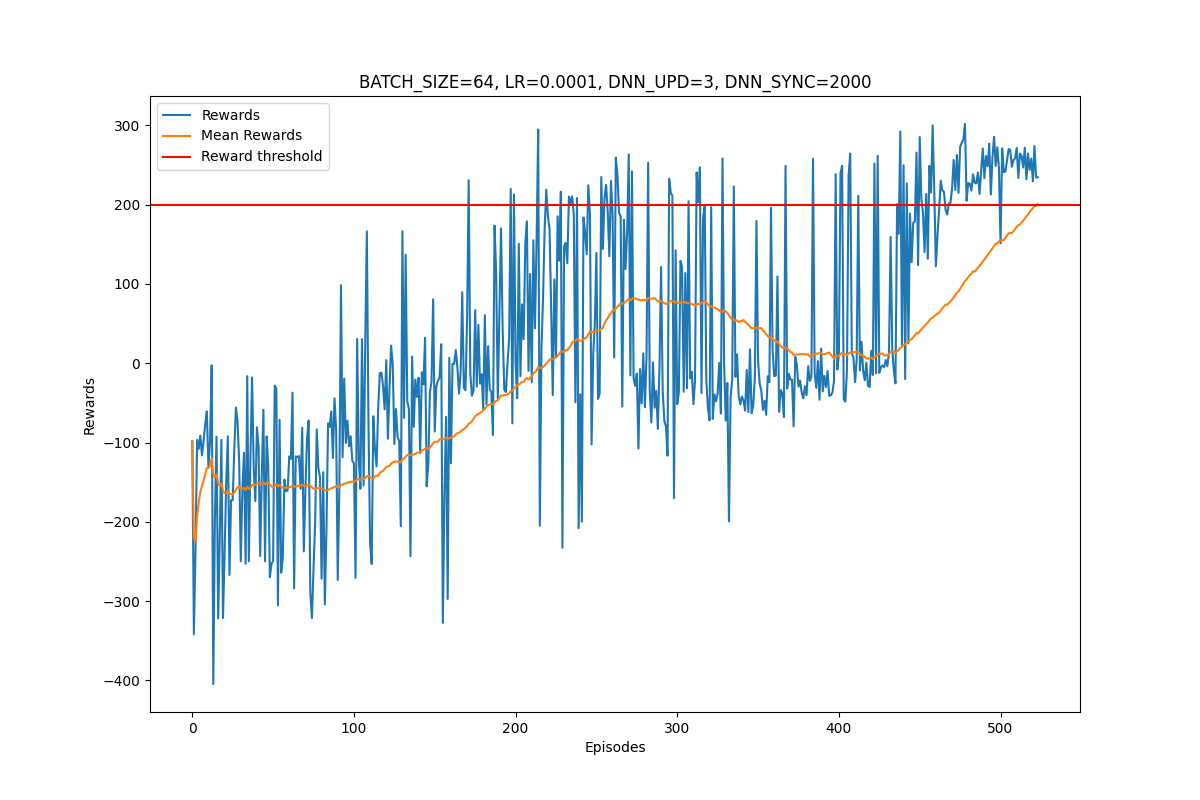 BATCH_SIZE=64, LR=0.0001, DNN_UPD=3, DNN_SYNC=2000
Rewards
Mean Rewards
Reward threshold
300
200
100
0
−100
−200
−300
−400
Rewards
0
100
200
300
400
500
Episodes